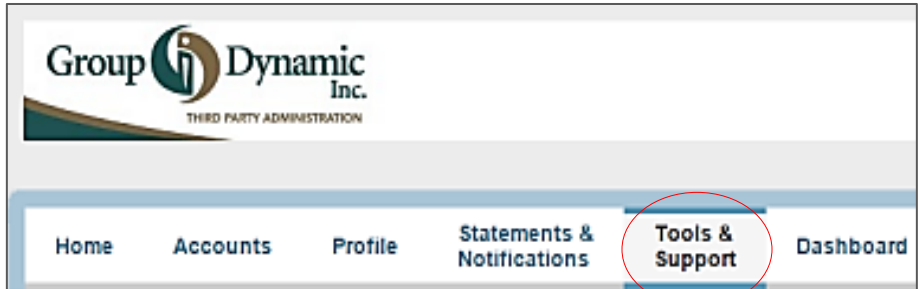 Group Dynamic
Inc.
THIRD PARTY ADMINISTRATION
Home Accounts Profile Statements & Notifications Tools & Support Dashboard